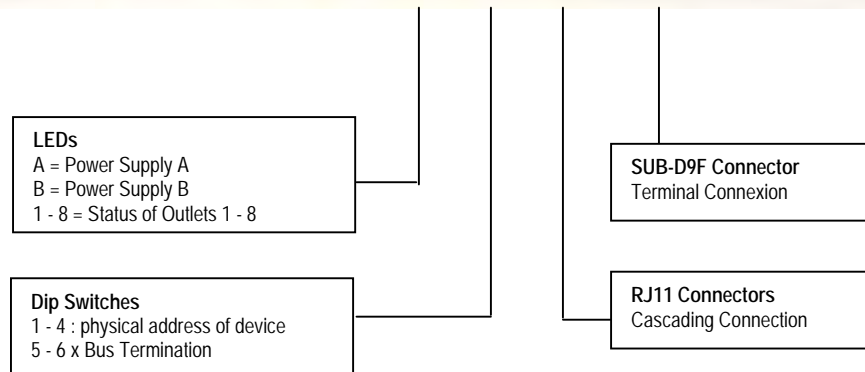 LEDs
A = Power Supply A
B = Power Supply B
1 - 8 = Status of Outlets 1 - 8
SUB-D9F Connector
Terminal Connexion
Dip Switches
1 - 4 : physical address of device
5 - 6 x Bus Termination
RJ11 Connectors
Cascading Connection